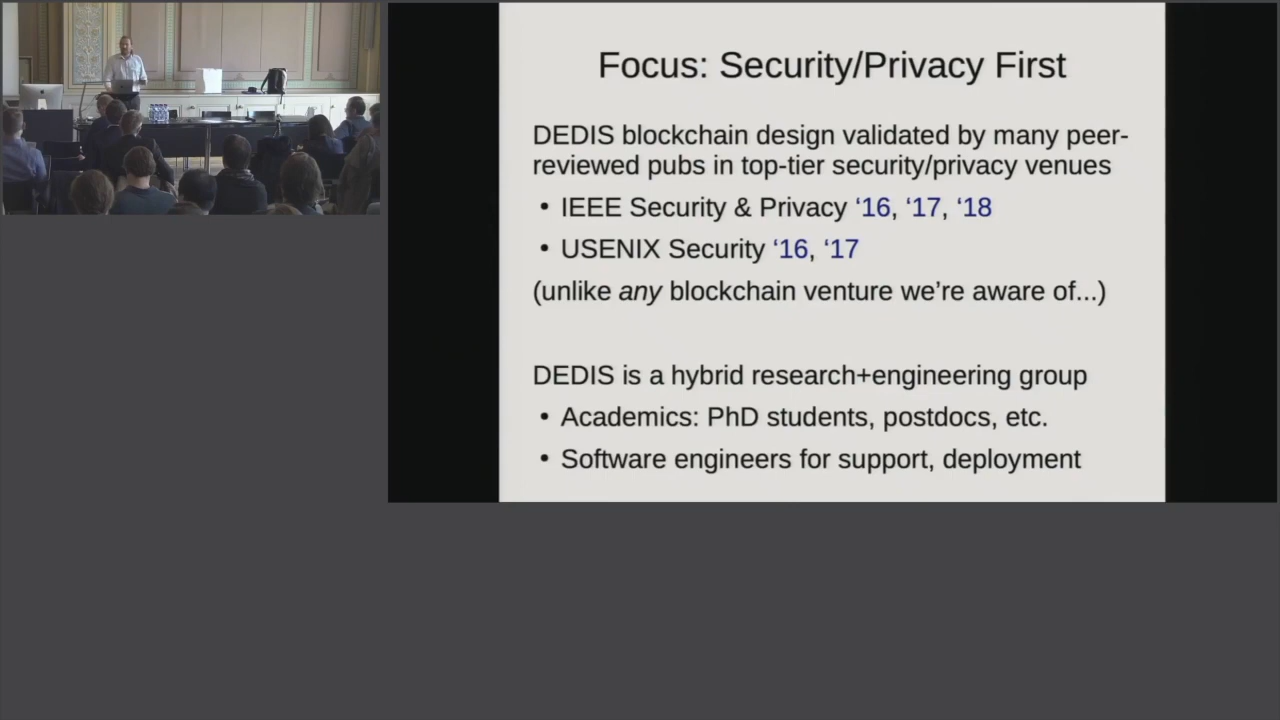 Focus: Security/Privacy First
DEDIS blockchain design validated by many peer-
reviewed pubs in top-tier security/privacy venues
• IEEE Security & Privacy ‘16, ‘17, ‘18
• USENIX Security ‘16, ‘17
(unlike any blockchain venture we’re aware of...)
DEDIS is a hybrid research+engineering group
• Academics: PhD students, postdocs, etc.
• Software engineers for support, deployment